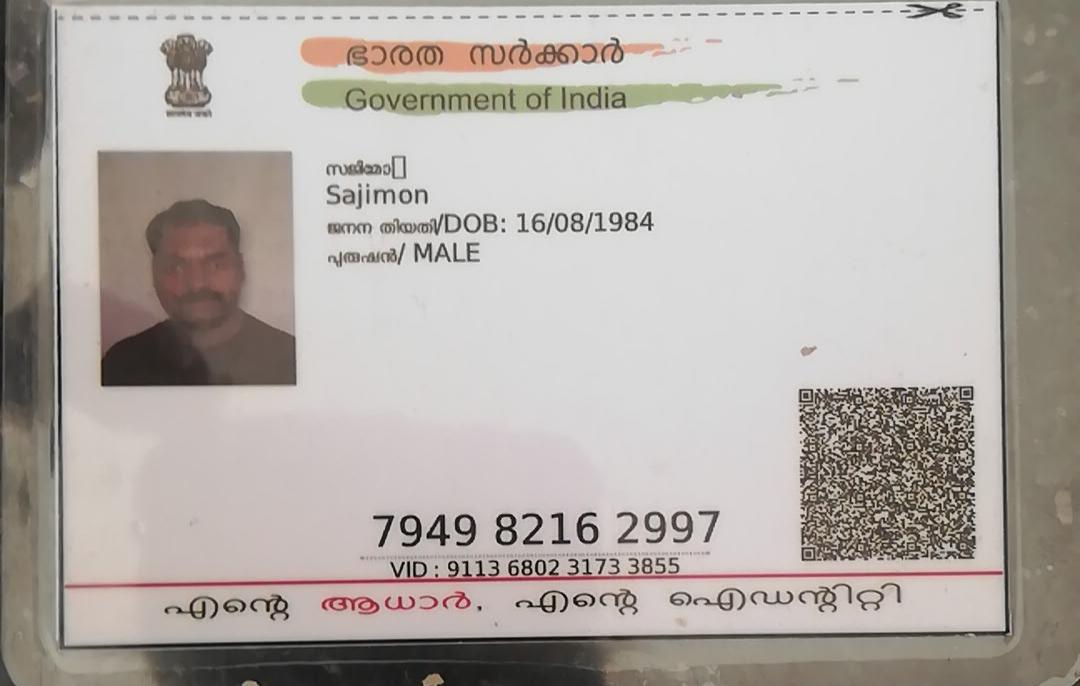 ഭാരത സർക്കാർ
Government of India
സജിമോ
Sajimon
ജനന തിയതി/DOB: 16/08/1984
പുരുഷൻ/ MALE
7949 8216 2997
VID : 9113 6802 3173 3855
എന്റെ ആധാർ, എന്റെ ഐഡന്റിറ്റി